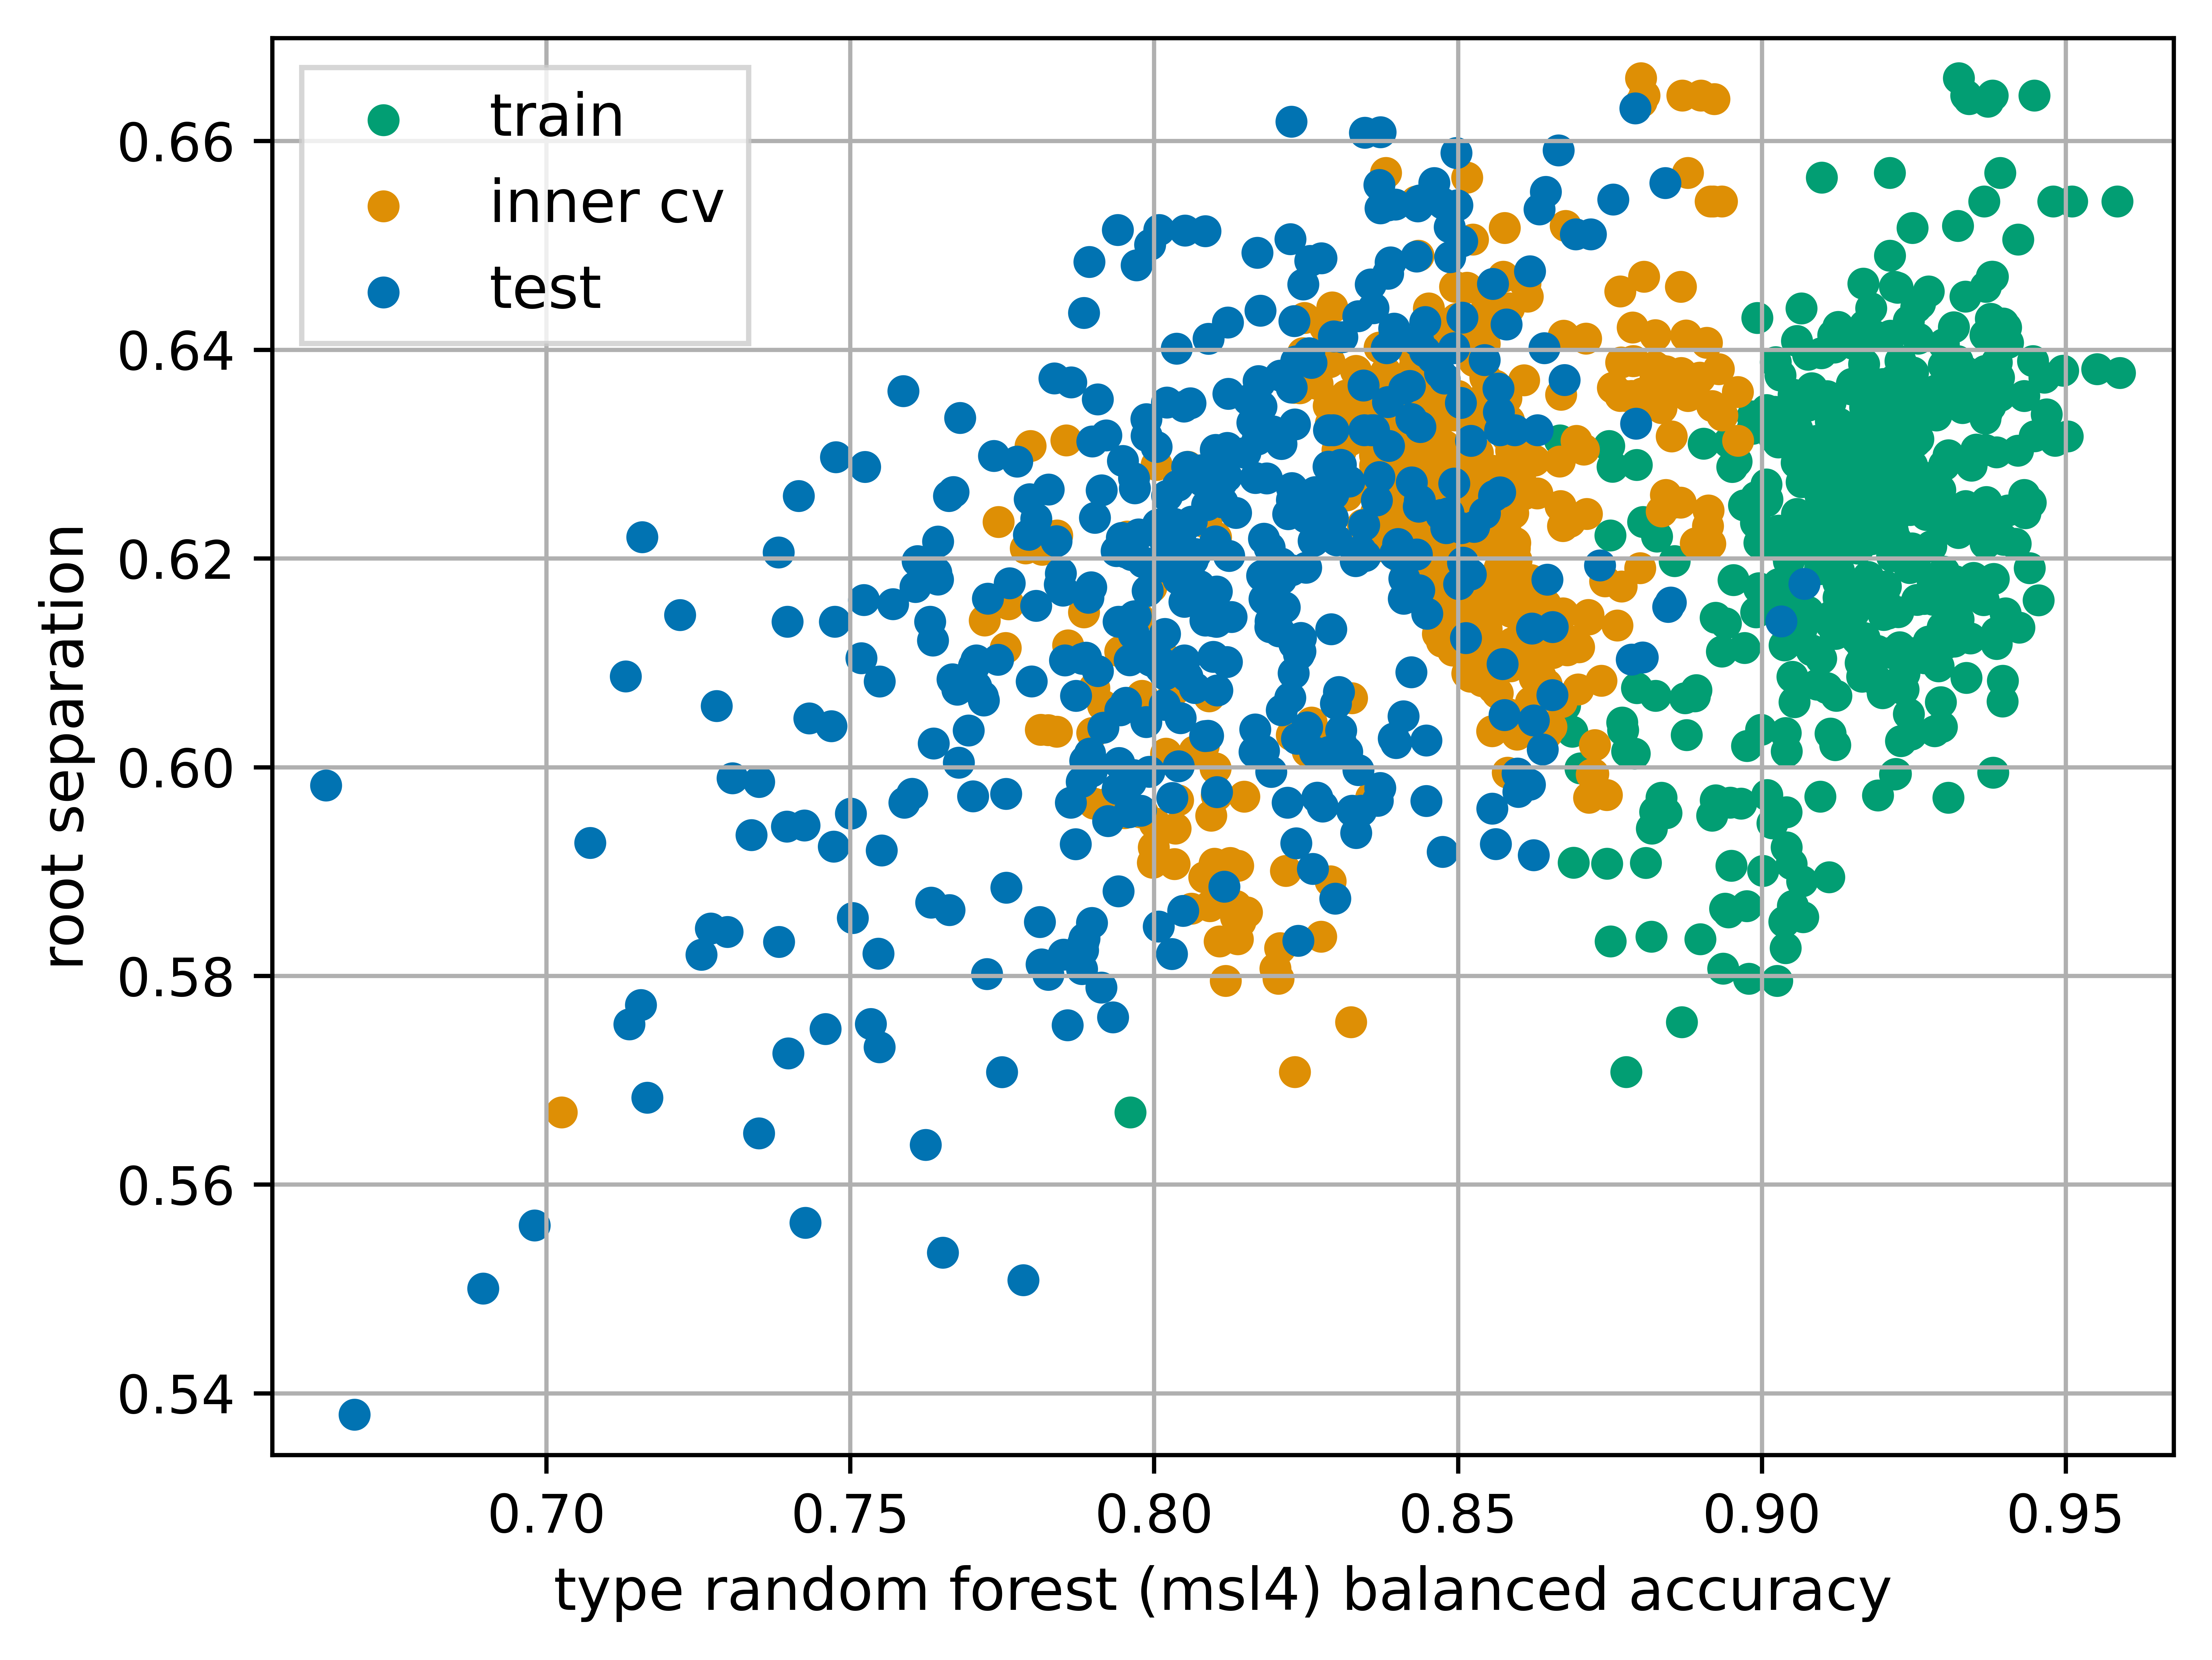 train
inner cv
test
0.66
0.64
0.62
0.60
0.58
0.56
0.54
root separation
0.70 0.75 0.80 0.85 0.90 0.95
type random forest (msl4) balanced accuracy